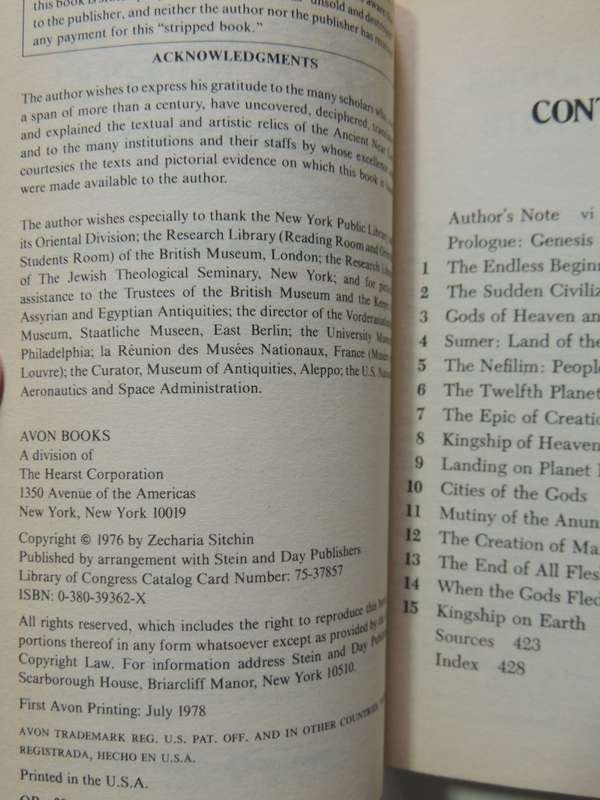 this book is
unsold and destroyed
to the publisher, and neither the author nor the publisher has received
any payment for this "stripped book."
ACKNOWLEDGMENTS
The author wishes to express his gratitude to the many scholars who,
a span of more than a century, have uncovered, deciphered,
and explained the textual and artistic relics of the Ancient Near
and to the many institutions and their staffs by whose excellence
courtesies the texts and pictorial evidence on which this book is
were made available to the author.
The author wishes especially to thank the New York Public Library
its Oriental Division; the Research Library (Reading Room and
Students Room) of the British Museum, London; the Research
of The Jewish Theological Seminary, New York; and for
assistance to the Trustees of the British Museum and the
Assyrian and Egyptian Antiquities; the director of the
Museum, Staatliche Museen, East Berlin; the University
Philadelphia; la Réunion des Musées Nationaux, France
Louvre); the Curator, Museum of Antiquities, Aleppo; the U.S.
Aeronautics and Space Administration.
AVON BOOKS
A division of
The Hearst Corporation
1350 Avenue of the Americas
New York, New York 10019
Copyright © 1976 by Zecharia Sitchin
Published by arrangement with Stein and Day Publishers
Library of Congress Catalog Card Number: 75-37857
ISBN: 0-380-39362-X
All rights reserved, which includes the right to reproduce this
portions thereof in any form whatsoever except as provided by
Copyright Law. For information address Stein and Day
Scarborough House, Briarcliff Manor, New York 10510.
First Avon Printing: July 1978
AVON TRADEMARK REG. U.S. PAT. OFF. AND IN OTHER COUNTRIES,
REGISTRADA, HECHO EN U.S.A.
Printed in the U.S.A.
CONT
Author's Note vi
Prologue: Genesis
1 The Endless Beginn
2 The Sudden Civiliz
3 Gods of Heaven an
4 Sumer: Land of the
5 The Nefilim: People
6 The Twelfth Planet
7 The Epic of Creatio
8 Kingship of Heaven
9 Landing on Planet
10 Cities of the Gods
11 Mutiny of the Anun
12 The Creation of Ma
13 The End of All Fles
14 When the Gods Fled
15 Kingship on Earth
Sources 423
Index 428